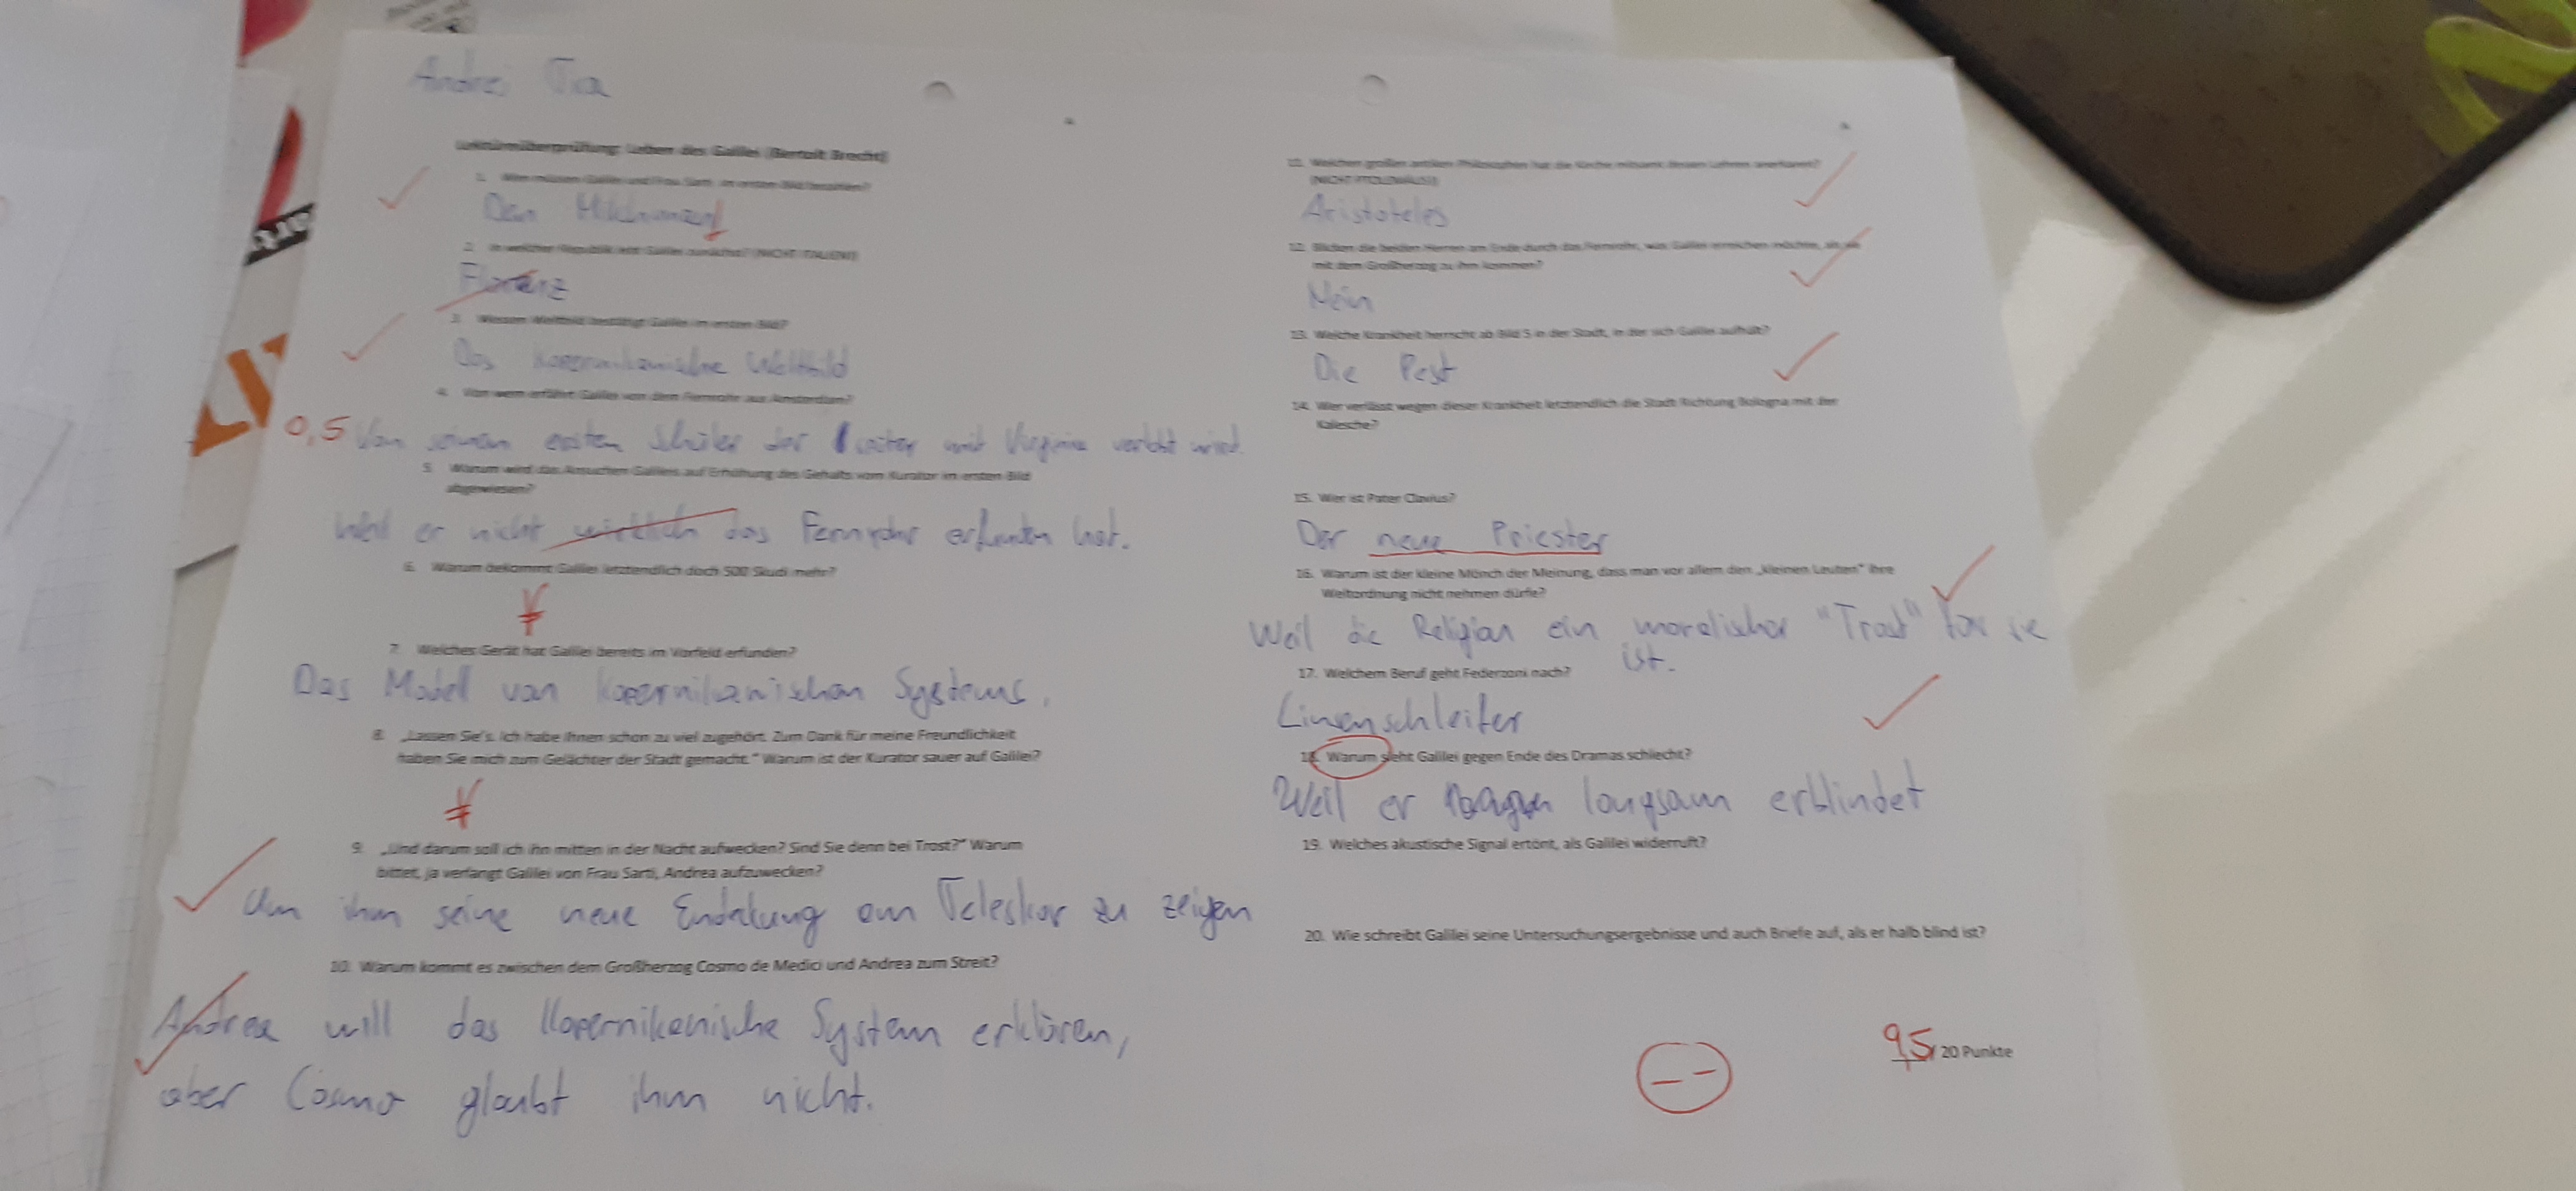 Andrei
Lektüreüberprüfung: Leben des Galilei (Bertolt Brecht)
1. Wen müssen Galilei und Frau Sarti im ersten Bild bezahlen?
Den Milchmann
2. In welcher Republik lebt Galilei zunächst? (NICHT ITALIEN!)
Florenz
3. Wessen Weltbild bestätigt Galilei im ersten Bild?
Das kopernikanische Weltbild
4. Von wem erfährt Galilei von dem Fernrohr aus Amsterdam?
0,5 Von seinem ersten Schüler der später mit Virginia verlobt wird.
5. Warum wird das Ansuchen Galileis auf Erhöhung des Gehalts vom Kurator im ersten Bild
abgewiesen?
Weil er nicht wirklich das Fernrohr erfunden hat.
6. Warum bekommt Galilei letztendlich doch 500 Skudi mehr?
7. Welches Gerät hat Galilei bereits im Vorfeld erfunden?
Das Modell von kopernikanischen Systems.
8. „Lassen Sie's. Ich habe Ihnen schon zu viel zugehört. Zum Dank für meine Freundlichkeit
haben Sie mich zum Gelächter der Stadt gemacht." Warum ist der Kurator sauer auf Galilei?
9. „Und darum soll ich ihn mitten in der Nacht aufwecken? Sind Sie denn bei Trost?" Warum
bittet, ja verlangt Galilei von Frau Sarti, Andrea aufzuwecken?
Um ihm seine neue Endekung am Teleskop zu zeigen
10. Warum kommt es zwischen dem Großherzog Cosmo de Medici und Andrea zum Streit?
Andrea will das Kopernikanische System erklären,
aber Cosmo glaubt ihm nicht.
11. Welchen großen antiken Philosophen hat die Kirche mitsamt dessen Lehren anerkannt?
(NICHT PTOLEMÄUS!)
Aristoteles
12. Blicken die beiden Herren am Ende durch das Fernrohr, was Galilei erreichen möchte, als sie
mit dem Großherzog zu ihm kommen?
Nein
13. Welche Krankheit herrscht ab Bild 5 in der Stadt, in der sich Galilei aufhält?
Die Pest
14. Wer verlässt wegen dieser Krankheit letztendlich die Stadt Richtung Bologna mit der
Kalesche?
15. Wer ist Pater Clavius?
Der neue Priester
16. Warum ist der kleine Mönch der Meinung, dass man vor allem den „kleinen Leuten" ihre
Weltordnung nicht nehmen dürfe?
Weil die Religion ein moralischer "Trost" für sie
ist.
17. Welchem Beruf geht Federzoni nach?
Linsenschleifer
18. Warum sieht Galilei gegen Ende des Dramas schlecht?
Weil er langsam erblindet
19. Welches akustische Signal ertönt, als Galilei widerruft?
20. Wie schreibt Galilei seine Untersuchungsergebnisse und auch Briefe auf, als er halb blind ist?
9,5/ 20 Punkte